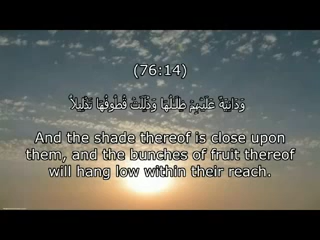 (76:14)
وَدَانِيَةً عَلَيْهِمْ ظِلَالُهَا وَذُلِّلَتْ قُطُوفُهَا تَذْلِيلًا
And the shade thereof is close upon
them, and the bunches of fruit thereof
will hang low within their reach.